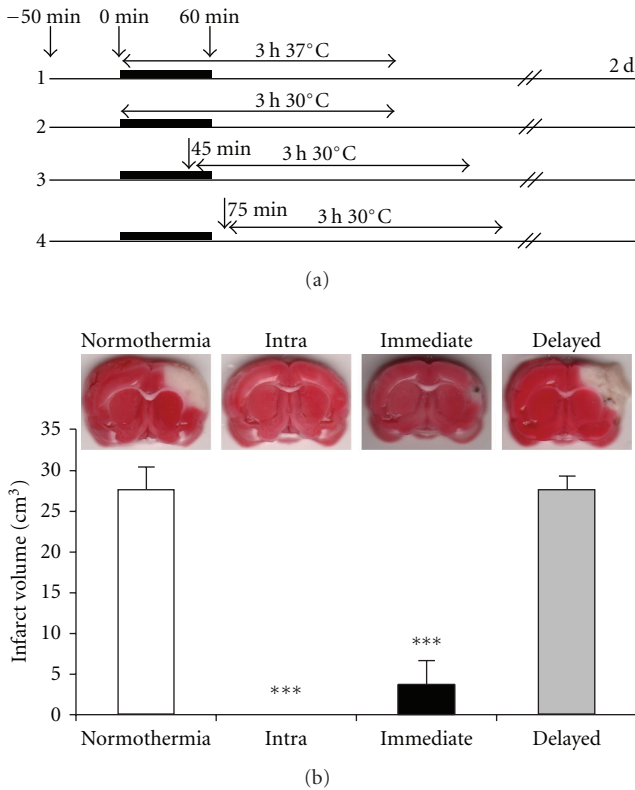 −50 min 0 min 60 min
3 h 37°C
1
2 d
3 h 30°C
2
45 min
3 h 30°C
3
75 min
3 h 30°C
4
(a)
Normothermia Intra Immediate Delayed
35
30
25
20
15
10
5
0
Infarct volume (cm³)
***
***
Normothermia Intra Immediate Delayed
(b)